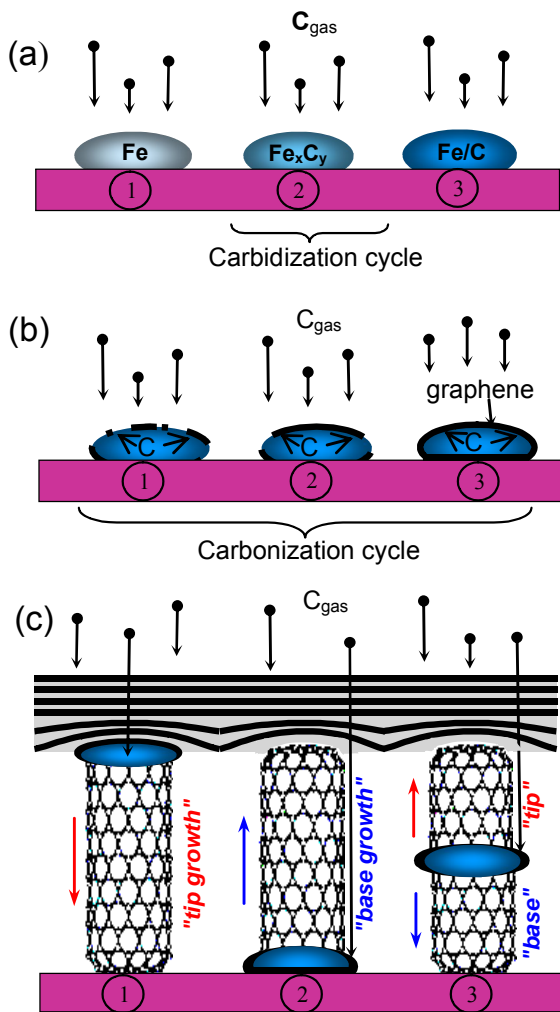 (a)
C_gas
Fe
Fe_xC_y
Fe/C
1
2
3
Carbidization cycle
(b)
C_gas
graphene
C
C
C
1
2
3
Carbonization cycle
(c)
C_gas
"tip growth"
"base growth"
"tip"
"base"
1
2
3